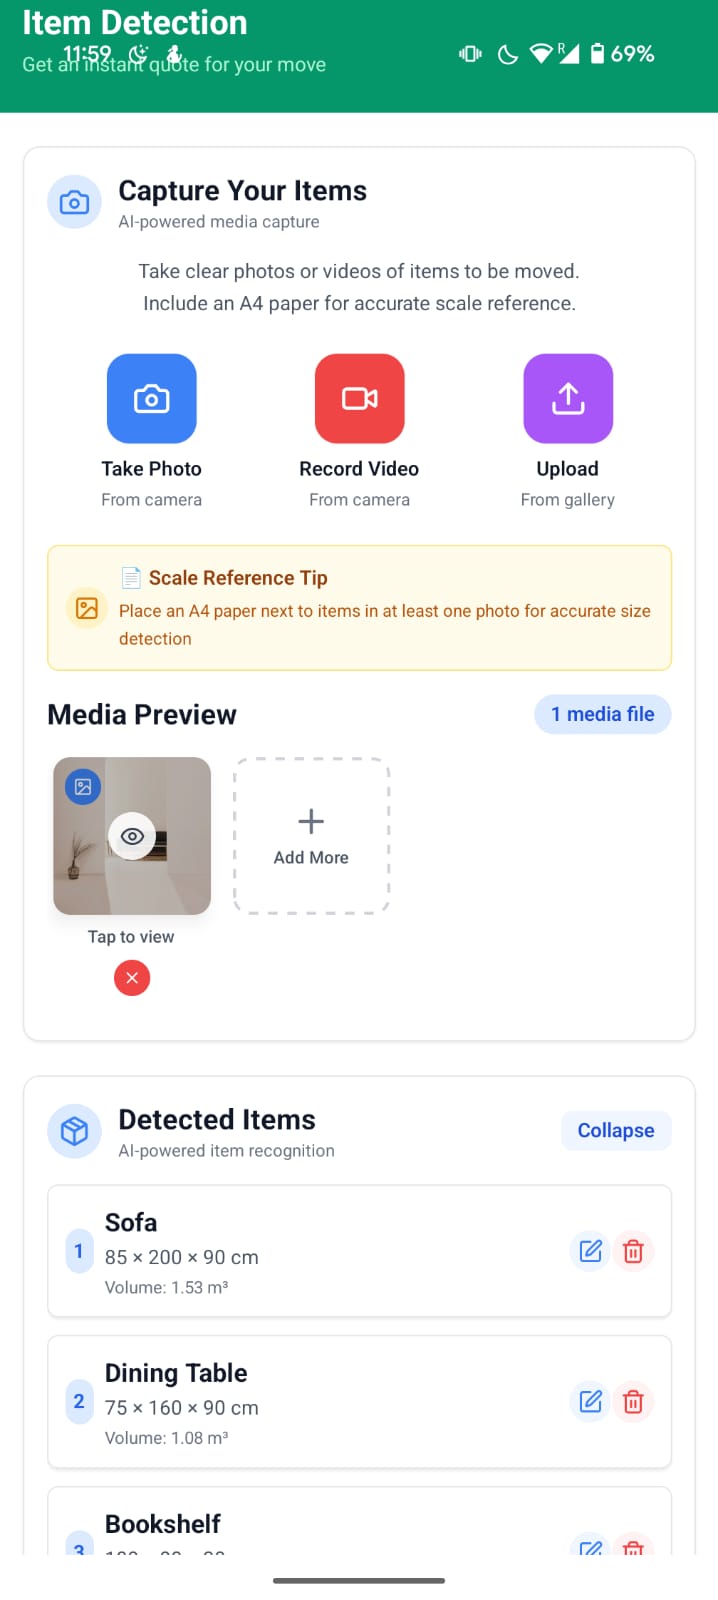 Item Detection
11:59
R
69%
Get an instant quote for your move
Capture Your Items
AI-powered media capture
Take clear photos or videos of items to be moved.
Include an A4 paper for accurate scale reference.
Take Photo
Record Video
Upload
From camera
From camera
From gallery
Scale Reference Tip
Place an A4 paper next to items in at least one photo for accurate size
detection
Media Preview
1 media file
Add More
Tap to view
Detected Items
AI-powered item recognition
Collapse
1
Sofa
85 × 200 × 90 cm
Volume: 1.53 m³
2
Dining Table
75 × 160 × 90 cm
Volume: 1.08 m³
3
Bookshelf